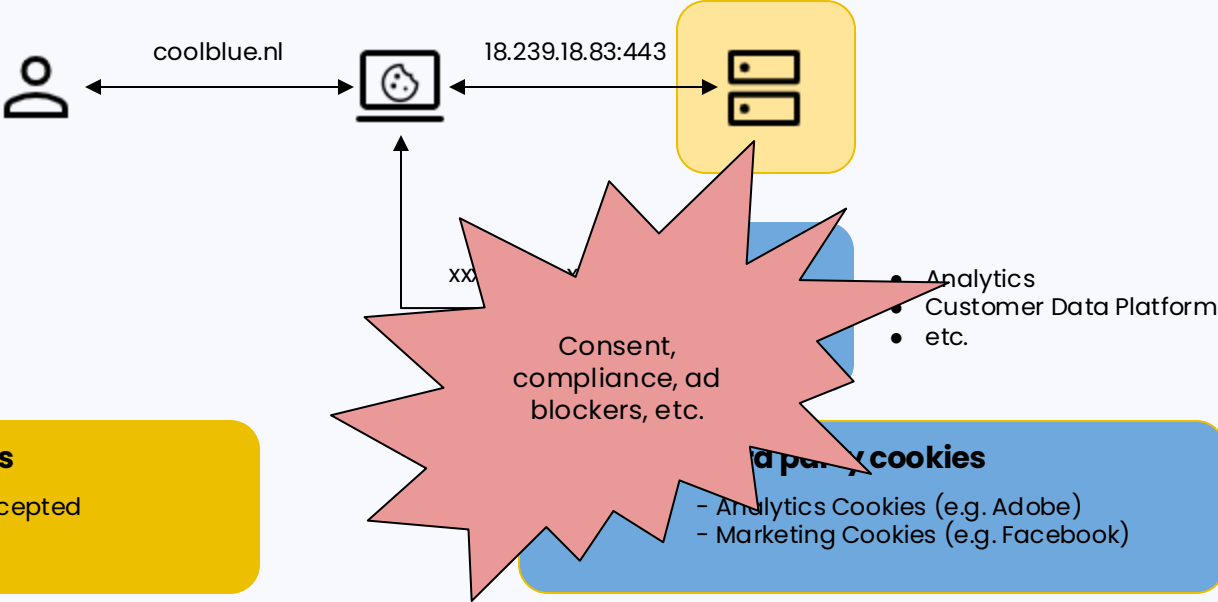 coolblue.nl
18.239.18.83:443
xx
● Analytics
● Customer Data Platform
● etc.
Consent,
compliance, ad
blockers, etc.
s
cepted
cookies
- Analytics Cookies (e.g. Adobe)
- Marketing Cookies (e.g. Facebook)